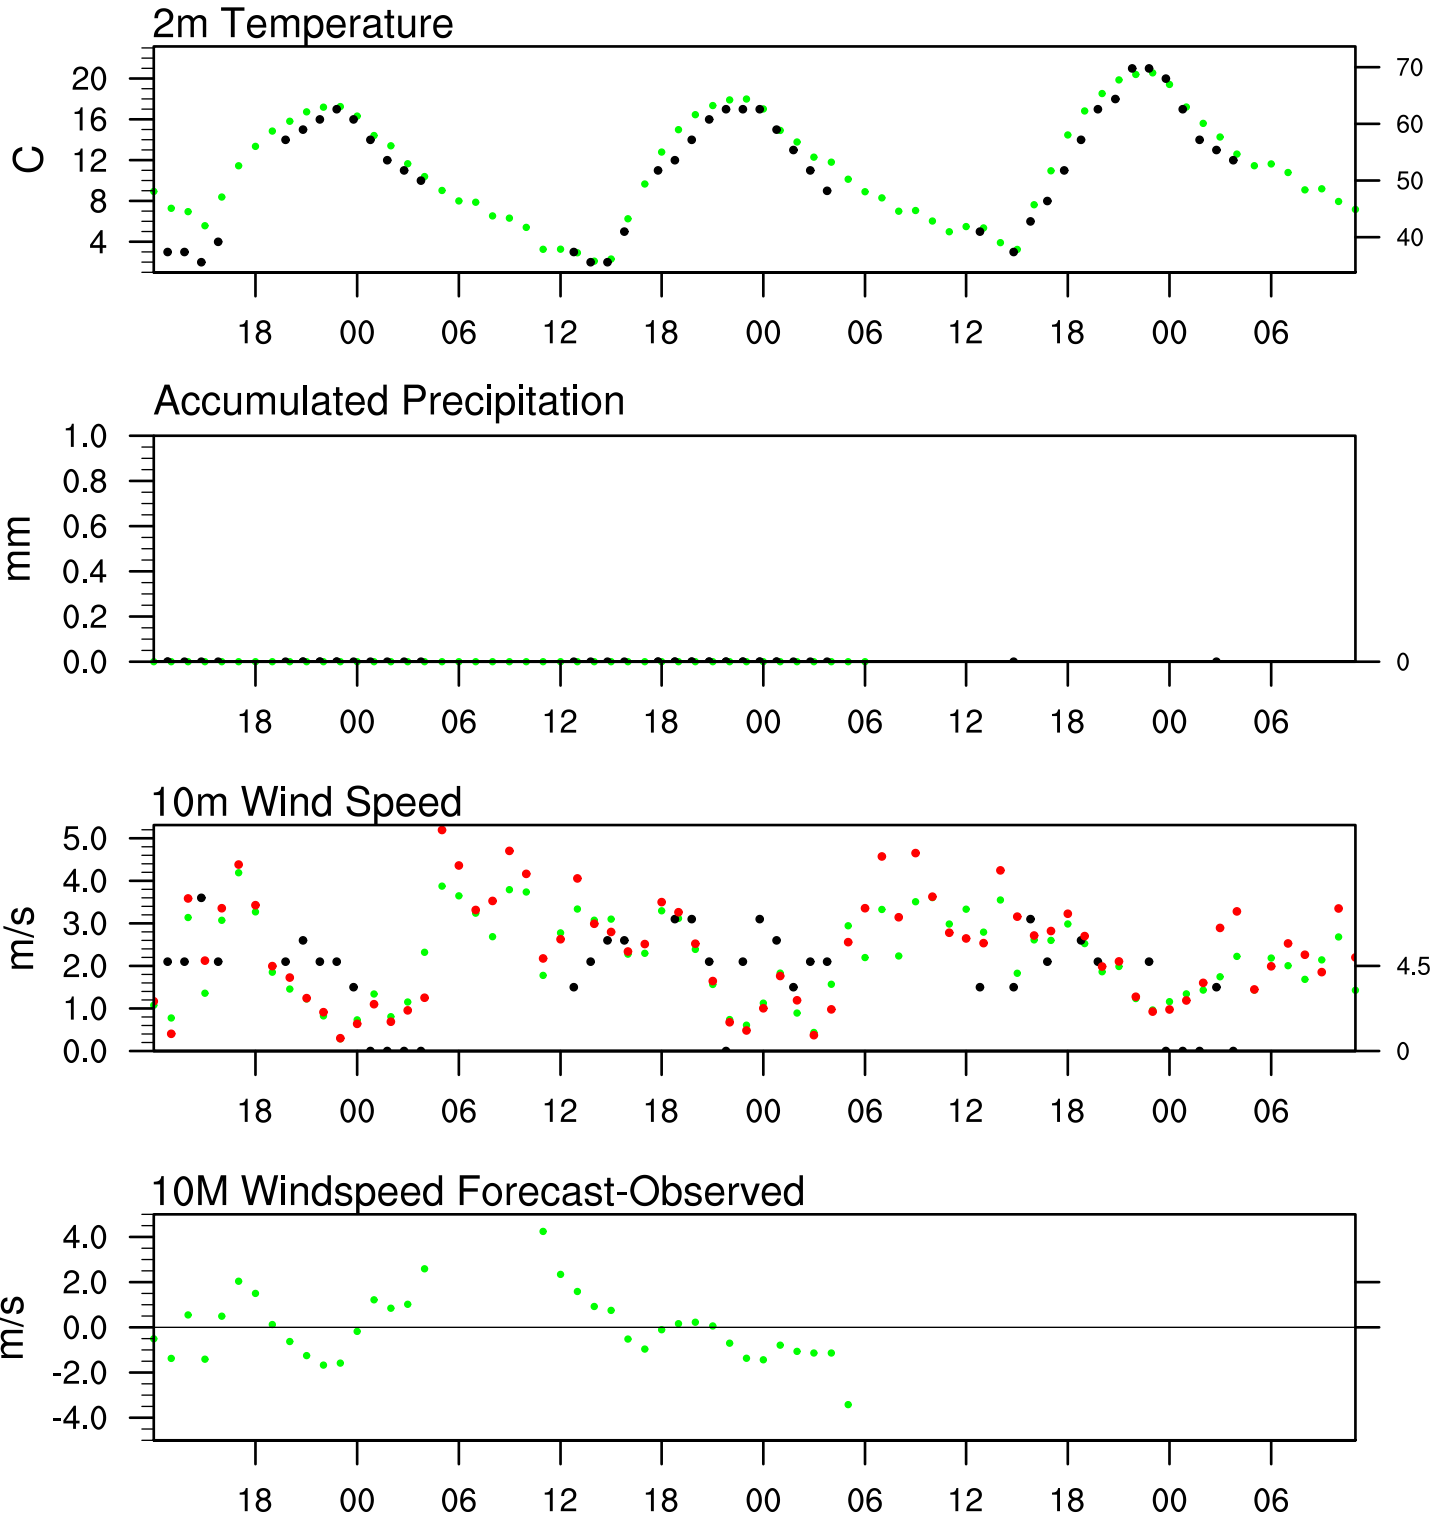 2m Temperature
20
16
12
8
4
C
70
60
50
40
18 00 06 12 18 00 06 12 18 00 06
Accumulated Precipitation
1.0
0.8
0.6
0.4
0.2
0.0
mm
0
18 00 06 12 18 00 06 12 18 00 06
10m Wind Speed
5.0
4.0
3.0
2.0
1.0
0.0
m/s
4.5
0
18 00 06 12 18 00 06 12 18 00 06
10M Windspeed Forecast-Observed
4.0
2.0
0.0
-2.0
-4.0
m/s
18 00 06 12 18 00 06 12 18 00 06